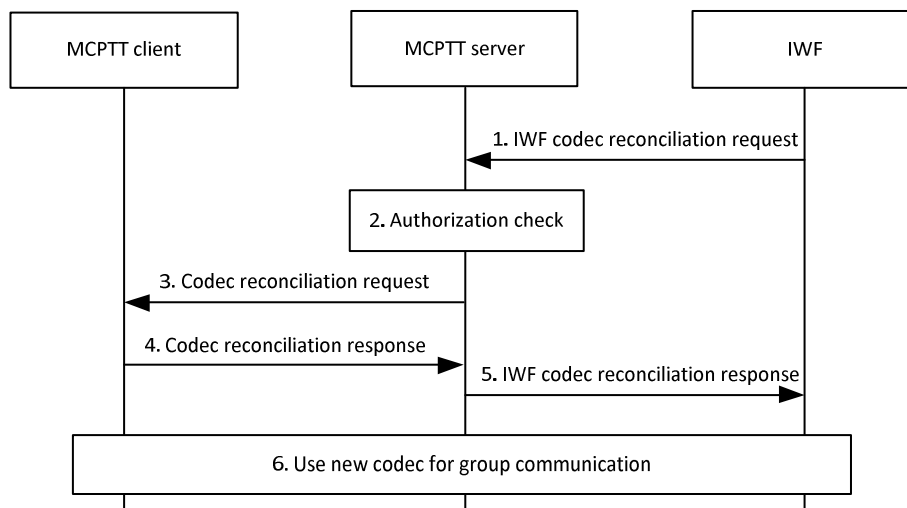 MCPTT client
MCPTT server
IWF
1. IWF codec reconciliation request
2. Authorization check
3. Codec reconciliation request
4. Codec reconciliation response
5. IWF codec reconciliation response
6. Use new codec for group communication